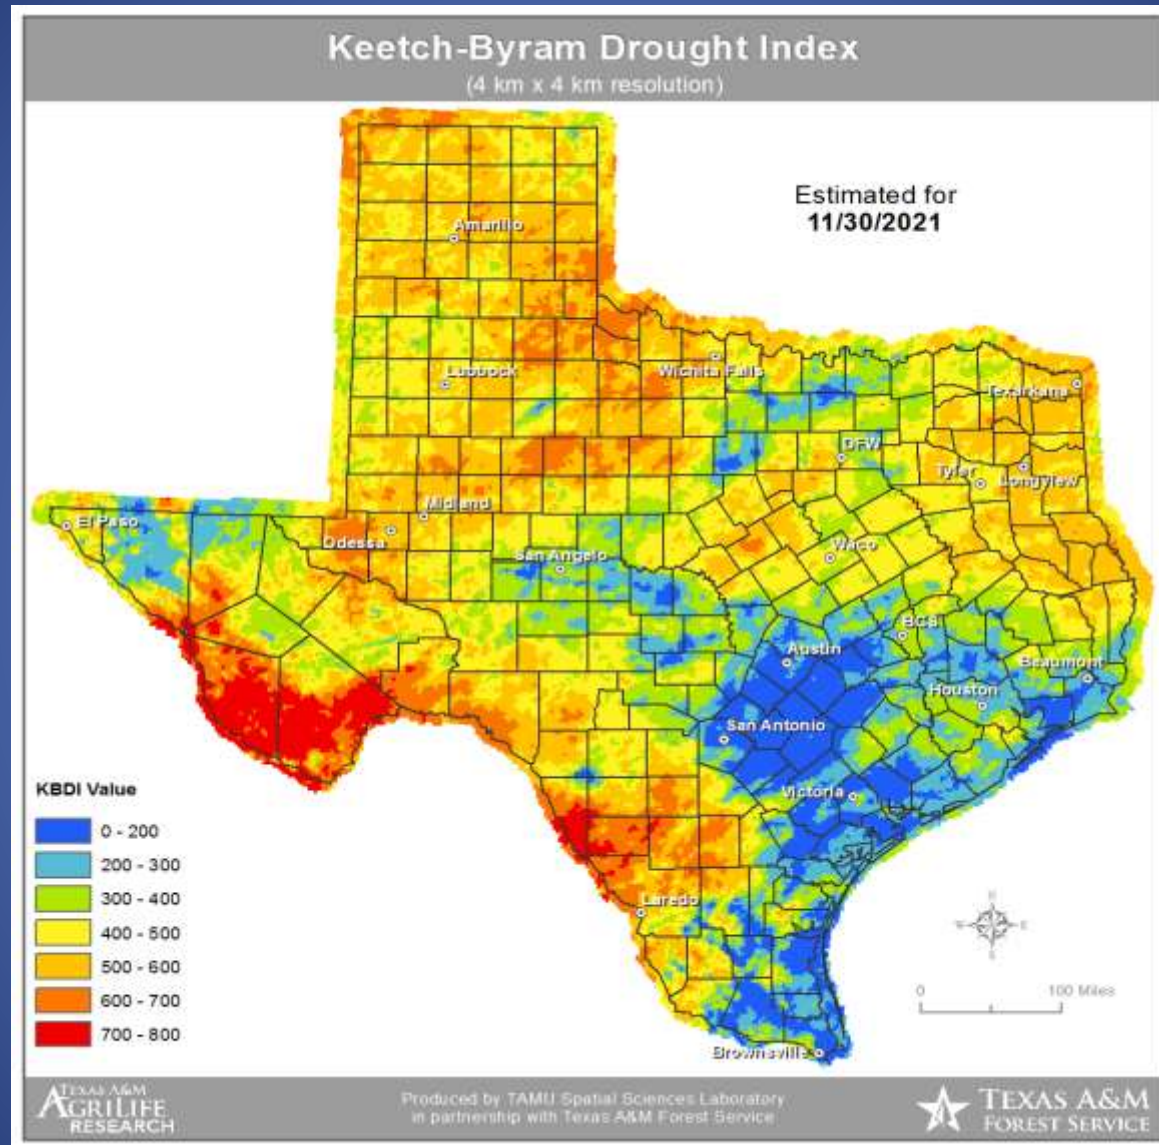 Keetch-Byram Drought Index
(4 km x 4 km resolution)
Estimated for
11/30/2021
Amarillo
Lubbock
Wichita Falls
Texarkana
DFW
Tyler
Longview
El Paso
Midland
Odessa
San Angelo
Waco
BCS
Austin
Beaumont
Houston
San Antonio
Victoria
Laredo
Brownsville
KBDI Value
0 - 200
200 - 300
300 - 400
400 - 500
500 - 600
600 - 700
700 - 800
N
W E
S
0 100 Miles
TEXAS A&M
AGRILIFE
RESEARCH
Produced by TAMU Spatial Sciences Laboratory
in partnership with Texas A&M Forest Service
TEXAS A&M
FOREST SERVICE